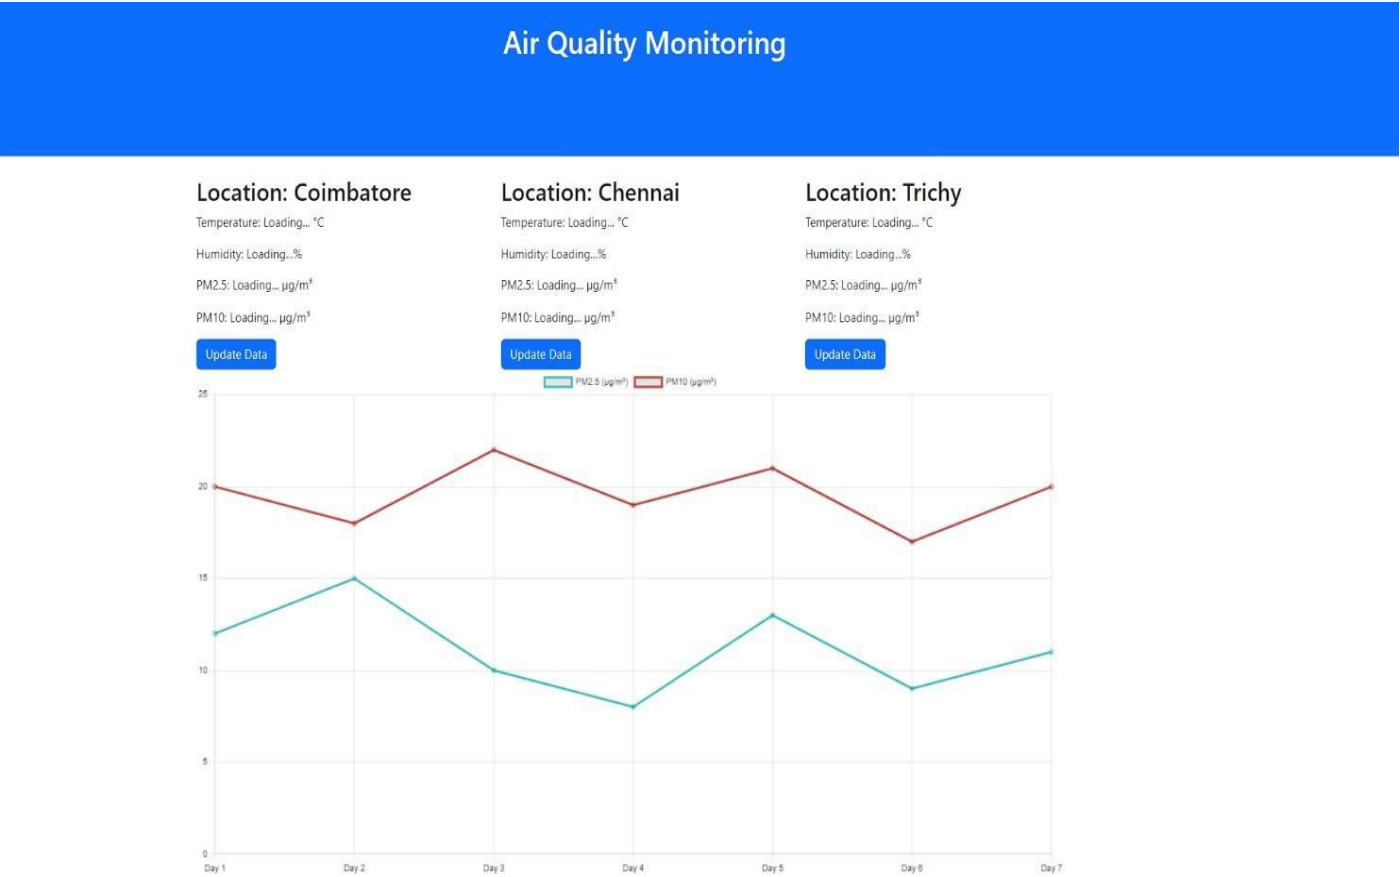 Air Quality Monitoring
Location: Coimbatore
Temperature: Loading... °C
Humidity: Loading...%
PM2.5: Loading... µg/m³
PM10: Loading... µg/m³
Update Data
Location: Chennai
Temperature: Loading... °C
Humidity: Loading...%
PM2.5: Loading... µg/m³
PM10: Loading... µg/m³
Update Data
Location: Trichy
Temperature: Loading... °C
Humidity: Loading...%
PM2.5: Loading... µg/m³
PM10: Loading... µg/m³
Update Data
PM2.5 (µg/m³) PM10 (µg/m³)
25
20
15
10
5
0
Day 1 Day 2 Day 3 Day 4 Day 5 Day 6 Day 7